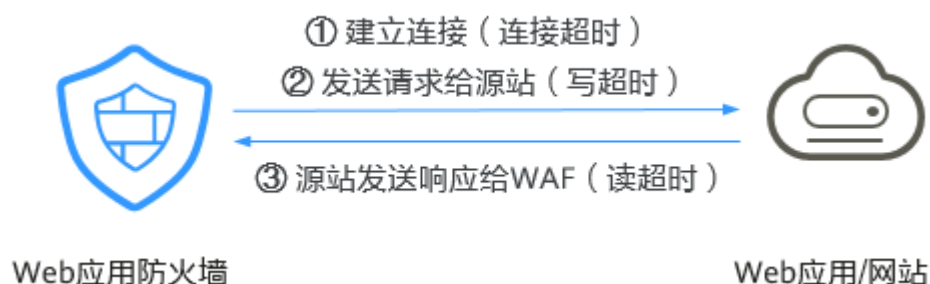 ① 建立连接（连接超时）
② 发送请求给源站（写超时）
③ 源站发送响应给WAF（读超时）
Web应用防火墙
Web应用/网站